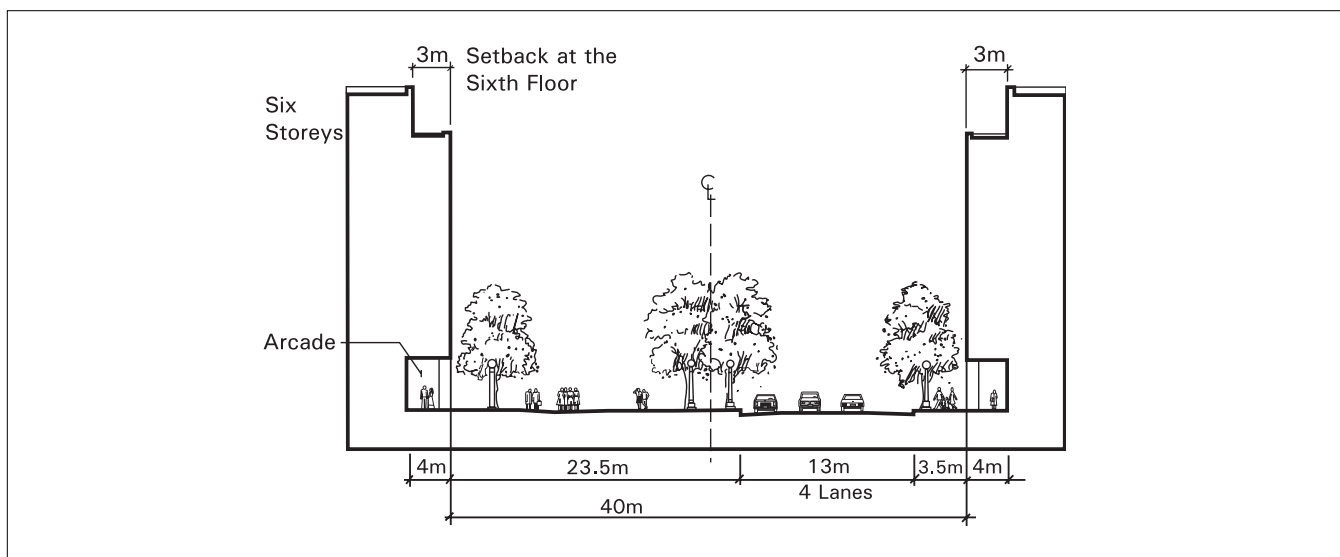 3m
Setback at the
Sixth Floor
3m
Six
Storeys
CL
Arcade
4m
23.5m
13m
3.5m
4m
4 Lanes
40m